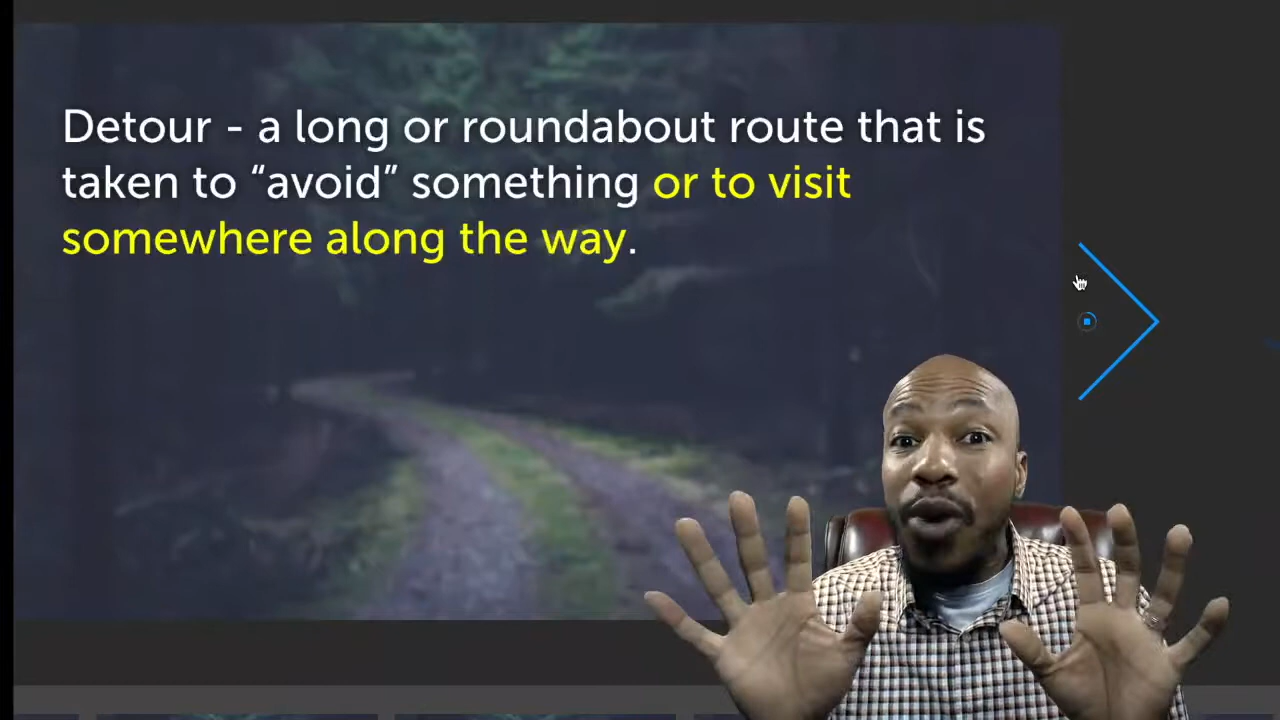 Detour - a long or roundabout route that is
taken to “avoid” something or to visit
somewhere along the way.